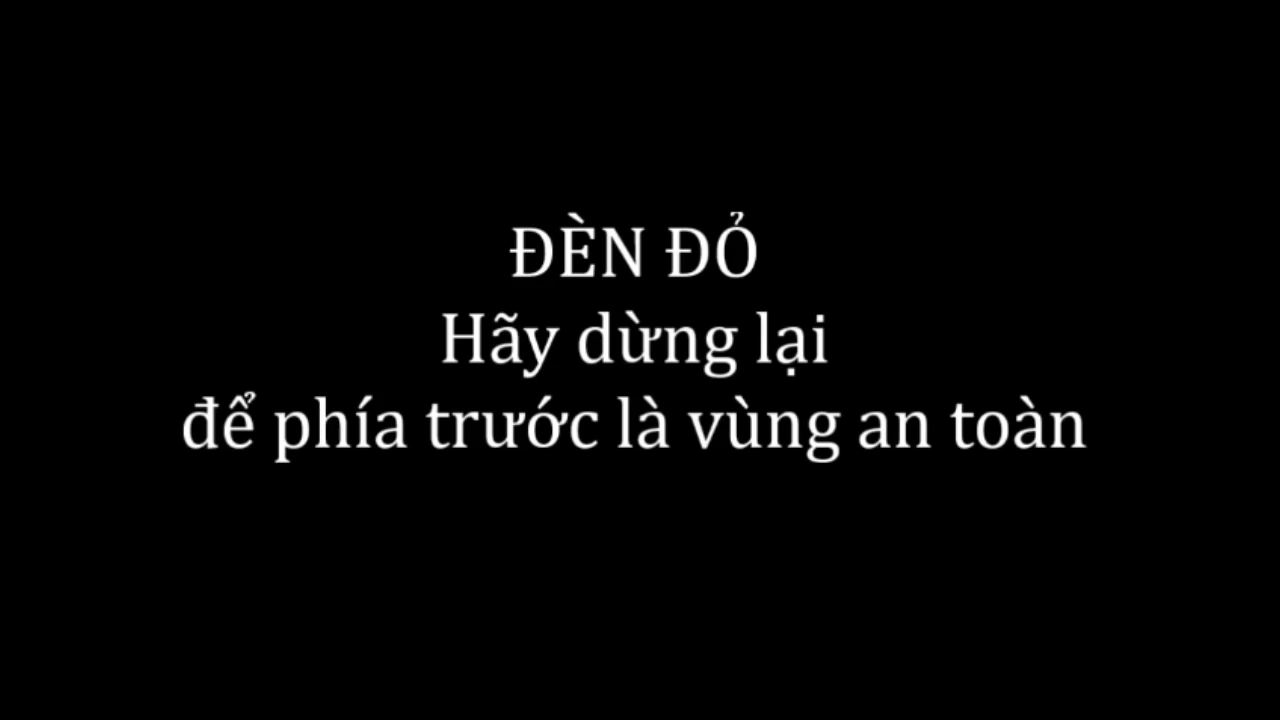 ĐÈN ĐỎ
Hãy dừng lại
để phía trước là vùng an toàn